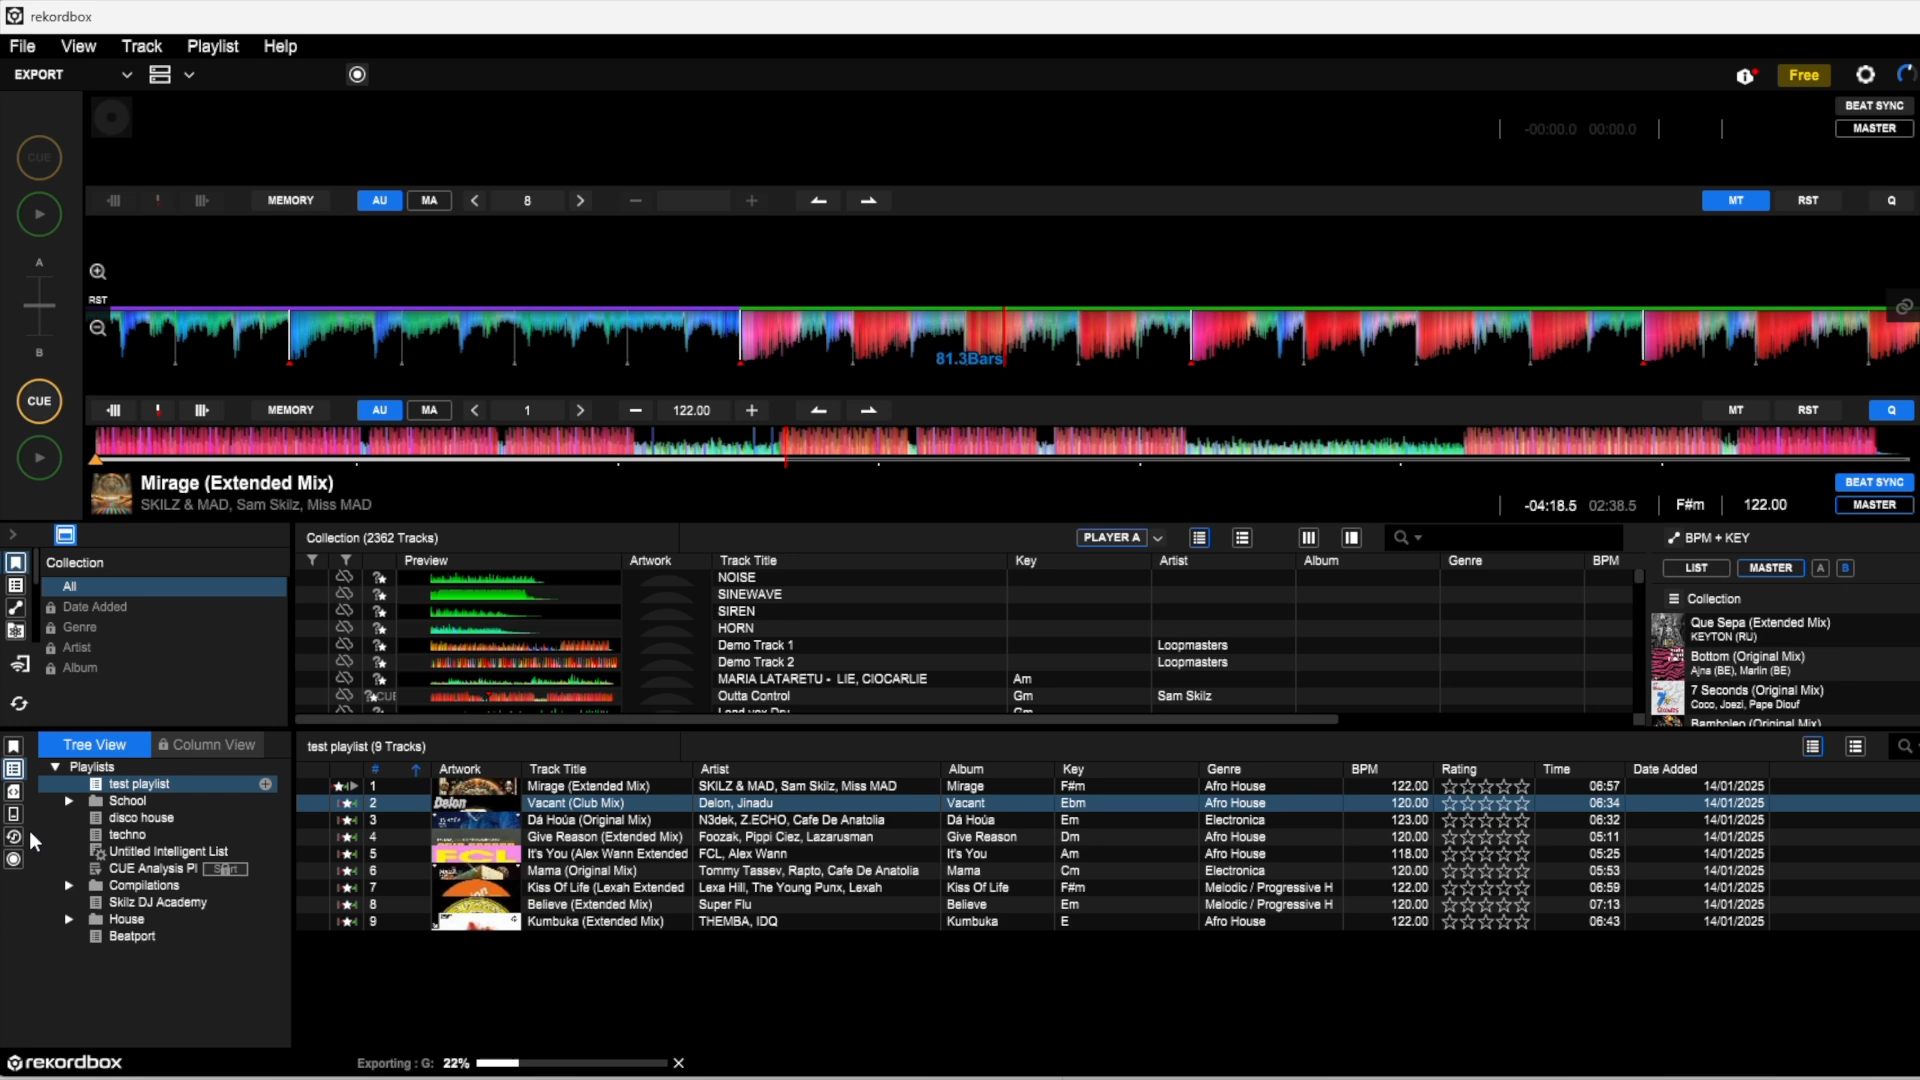 rekordbox
File View Track Playlist Help
EXPORT Free
BEAT SYNC
-00:00.0 00:00.0 MASTER
CUE
MEMORY AU MA 8 MT RST Q
A
RST
B
81.3Bars
CUE
MEMORY AU MA 1 122.00 MT RST Q
Mirage (Extended Mix) BEAT SYNC
SKILZ & MAD, Sam Skilz, Miss MAD -04:18.5 02:38.5 F#m 122.00 MASTER
Collection (2362 Tracks) PLAYER A BPM + KEY
Collection Preview Artwork Track Title Key Artist Album Genre BPM LIST MASTER A B
All NOISE
SINEWAVE Collection
Date Added SIREN
Genre HORN Que Sepa (Extended Mix)
KEYTON (RU)
Artist Demo Track 1 Loopmasters
Demo Track 2 Loopmasters Bottom (Original Mix)
Album Ajna (BE), Marlin (BE)
MARIA LATARETU - LIE, CIOCARLIE Am
CUE Outta Control Gm Sam Skilz 7 Seconds (Original Mix)
Coco, Joezi, Pape Diouf
Lead vox Dry Gm
Bamboleo (Original Mix)
Tree View Column View test playlist (9 Tracks)
Playlists # Artwork Track Title Artist Album Key Genre BPM Rating Time Date Added
test playlist 1 Mirage (Extended Mix) SKILZ & MAD, Sam Skilz, Miss MAD Mirage F#m Afro House 122.00 06:57 14/01/2025
School 2 Delon Vacant (Club Mix) Delon, Jinadu Vacant Ebm Afro House 120.00 06:34 14/01/2025
disco house 3 Dá Hoúa (Original Mix) N3dek, Z.ECHO, Cafe De Anatolia Dá Hoúa Em Electronica 123.00 06:32 14/01/2025
techno 4 Give Reason (Extended Mix) Foozak, Pippi Ciez, Lazarusman Give Reason Dm Afro House 120.00 05:11 14/01/2025
Untitled Intelligent List 5 FCL It's You (Alex Wann Extended FCL, Alex Wann It's You Am Afro House 118.00 05:25 14/01/2025
CUE Analysis Pl 6 Mama (Original Mix) Tommy Tassev, Rapto, Cafe De Anatolia Mama Cm Electronica 120.00 05:53 14/01/2025
Compilations 7 Kiss Of Life (Lexah Extended Lexa Hill, The Young Punx, Lexah Kiss Of Life F#m Melodic / Progressive H 122.00 06:59 14/01/2025
Skilz DJ Academy 8 Believe (Extended Mix) Super Flu Believe Em Melodic / Progressive H 120.00 07:13 14/01/2025
House 9 Kumbuka (Extended Mix) THEMBA, IDQ Kumbuka E Afro House 122.00 06:43 14/01/2025
Beatport
rekordbox Exporting : G: 22%